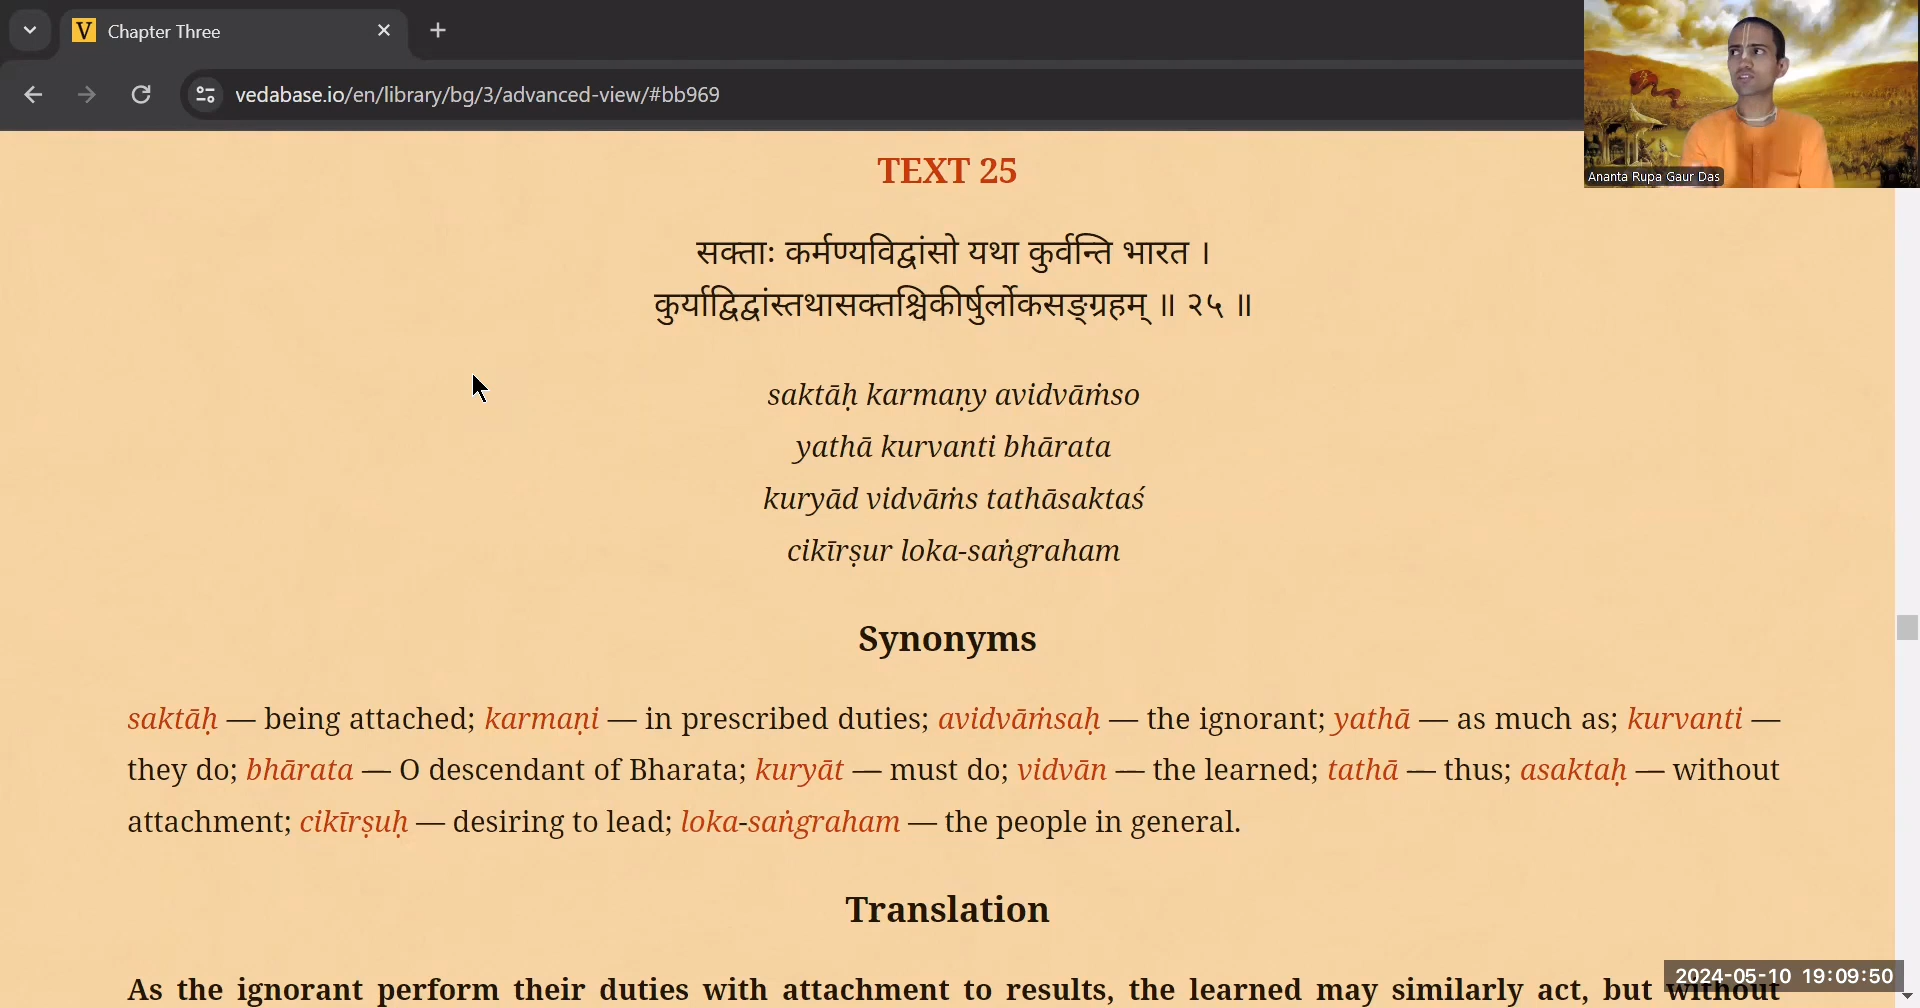 V Chapter Three
vedabase.io/en/library/bg/3/advanced-view/#bb969
Ananta Rupa Gaur Das
TEXT 25
सक्ताः कर्मण्यविद्वांसो यथा कुर्वन्ति भारत ।
कुर्याद्विद्वांस्तथासक्तश्चिकीर्षुर्लोकसङ्ग्रहम् ॥ २५ ॥
saktāḥ karmaṇy avidvāṁso
yathā kurvanti bhārata
kuryād vidvāṁs tathāsaktaś
cikīrṣur loka-saṅgraham
Synonyms
saktāḥ — being attached; karmaṇi — in prescribed duties; avidvāṁsaḥ — the ignorant; yathā — as much as; kurvanti —
they do; bhārata — O descendant of Bharata; kuryāt — must do; vidvān — the learned; tathā — thus; asaktaḥ — without
attachment; cikīrṣuḥ — desiring to lead; loka-saṅgraham — the people in general.
Translation
As the ignorant perform their duties with attachment to results, the learned may similarly act, but without
2024-05-10 19:09:50